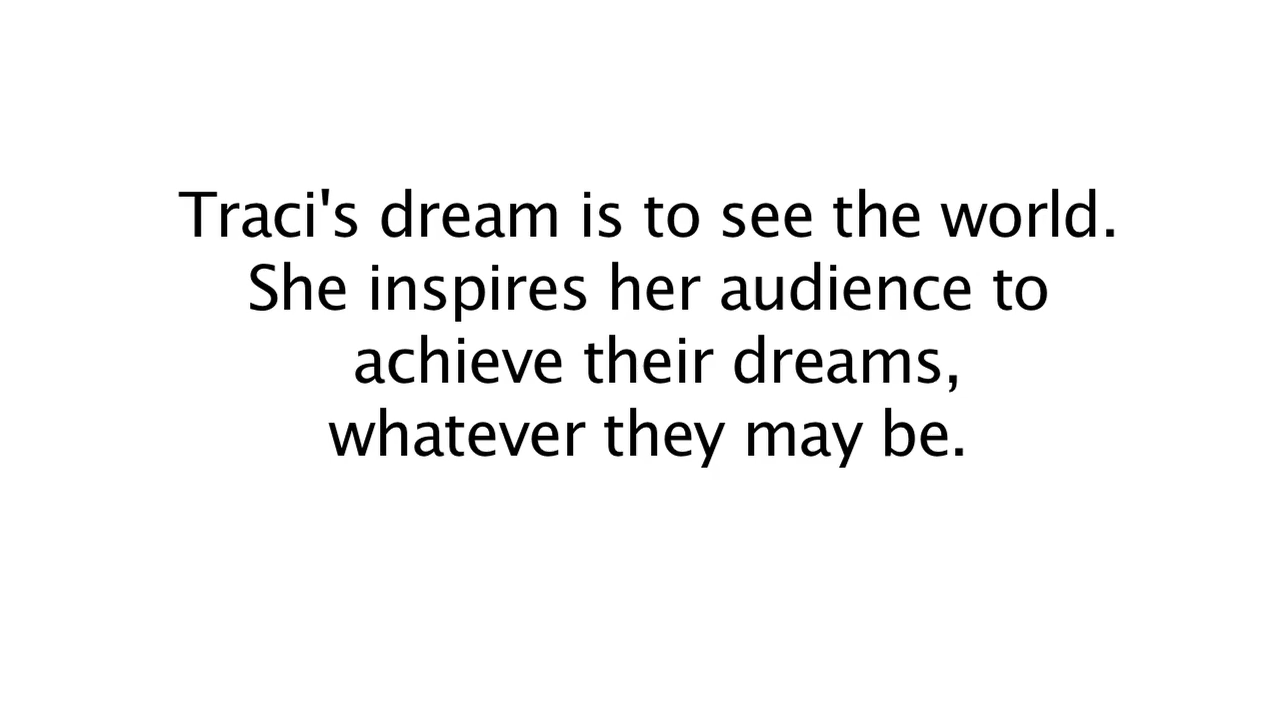 Traci's dream is to see the world.
She inspires her audience to
achieve their dreams,
whatever they may be.